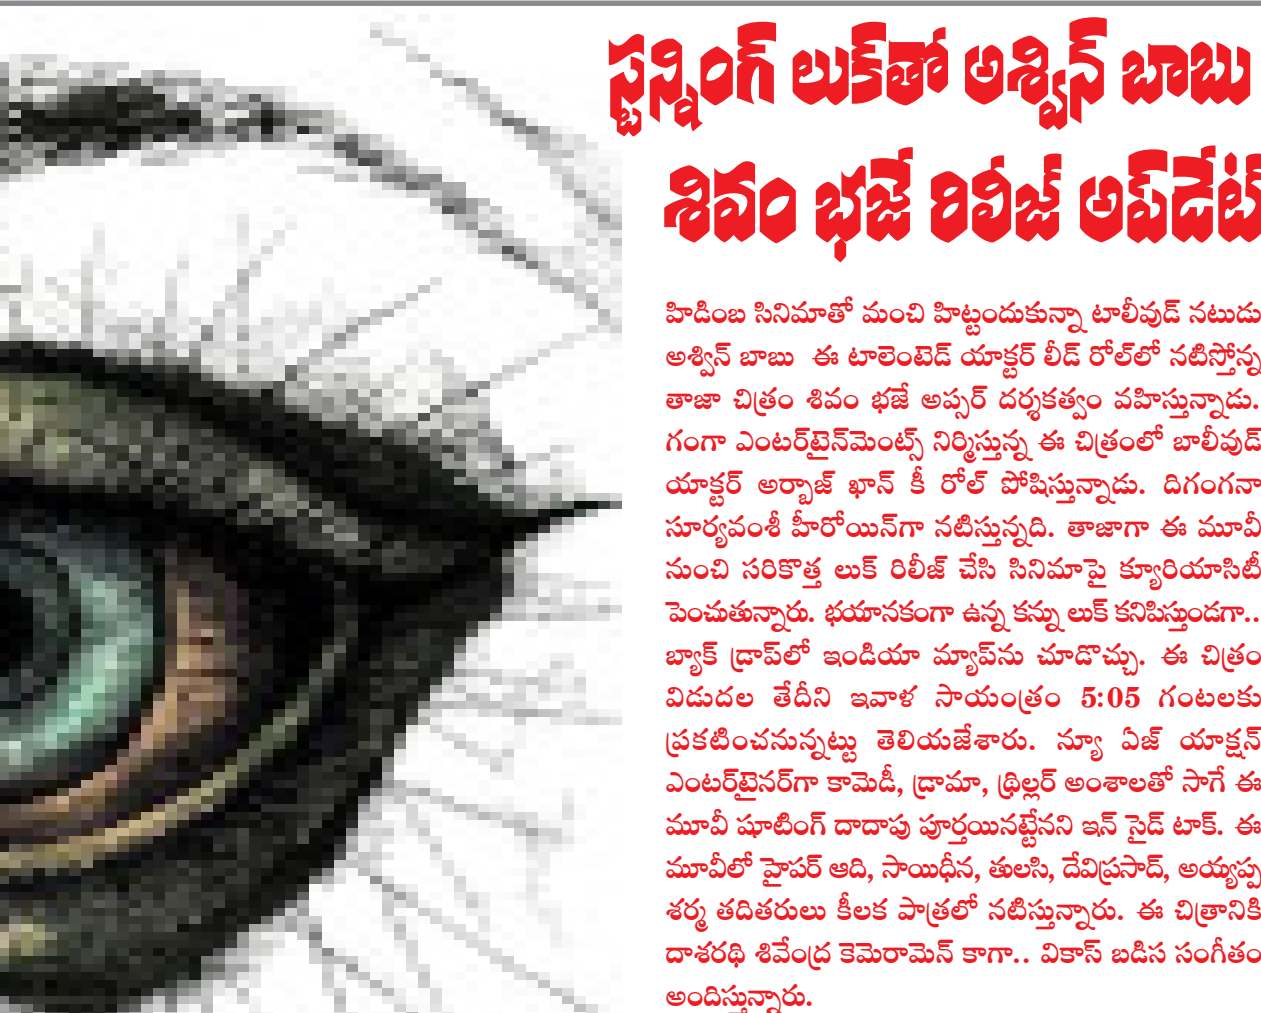 స్టన్నింగ్ లుక్‌తో అశ్విన్ బాబు
శివం భజే రిలీజ్ అప్‌డేట్
హిడింబ సినిమాతో మంచి హిట్టందుకున్నా టాలీవుడ్ నటుడు
అశ్విన్ బాబు ఈ టాలెంటెడ్ యాక్టర్ లీడ్ రోల్‌లో నటిస్తోన్న
తాజా చిత్రం శివం భజే అప్సర్ దర్శకత్వం వహిస్తున్నాడు.
గంగా ఎంటర్‌టైన్‌మెంట్స్ నిర్మిస్తున్న ఈ చిత్రంలో బాలీవుడ్
యాక్టర్ అర్బాజ్ ఖాన్ కీ రోల్ పోషిస్తున్నాడు. దిగంగనా
సూర్యవంశీ హీరోయిన్‌గా నటిస్తున్నది. తాజాగా ఈ మూవీ
నుంచి సరికొత్త లుక్ రిలీజ్ చేసి సినిమాపై క్యూరియాసిటీ
పెంచుతున్నారు. భయానకంగా ఉన్న కన్ను లుక్ కనిపిస్తుండగా..
బ్యాక్ డ్రాప్‌లో ఇండియా మ్యాప్‌ను చూడొచ్చు. ఈ చిత్రం
విడుదల తేదీని ఇవాళ సాయంత్రం 5:05 గంటలకు
ప్రకటించనున్నట్టు తెలియజేశారు. న్యూ ఏజ్ యాక్షన్
ఎంటర్‌టైనర్‌గా కామెడీ, డ్రామా, థ్రిల్లర్ అంశాలతో సాగే ఈ
మూవీ షూటింగ్ దాదాపు పూర్తయినట్టేనని ఇన్ సైడ్ టాక్. ఈ
మూవీలో హైపర్ ఆది, సాయిధీన, తులసి, దేవిప్రసాద్, అయ్యప్ప
శర్మ తదితరులు కీలక పాత్రలో నటిస్తున్నారు. ఈ చిత్రానికి
దాశరథి శివేంద్ర కెమెరామెన్ కాగా.. వికాస్ బడిస సంగీతం
అందిస్తున్నారు.